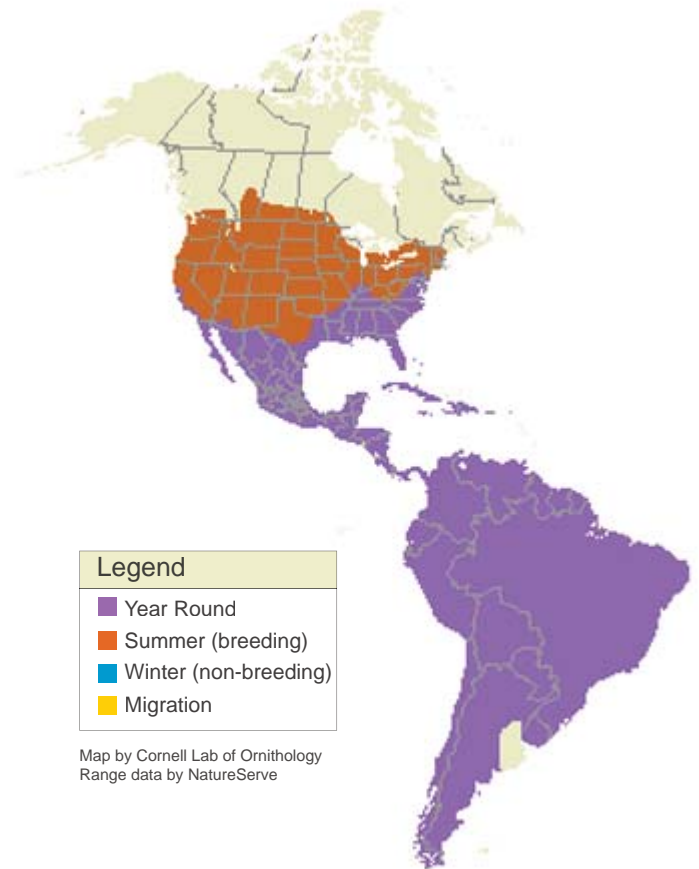 Legend
Year Round
Summer (breeding)
Winter (non-breeding)
Migration
Map by Cornell Lab of Ornithology
Range data by NatureServe